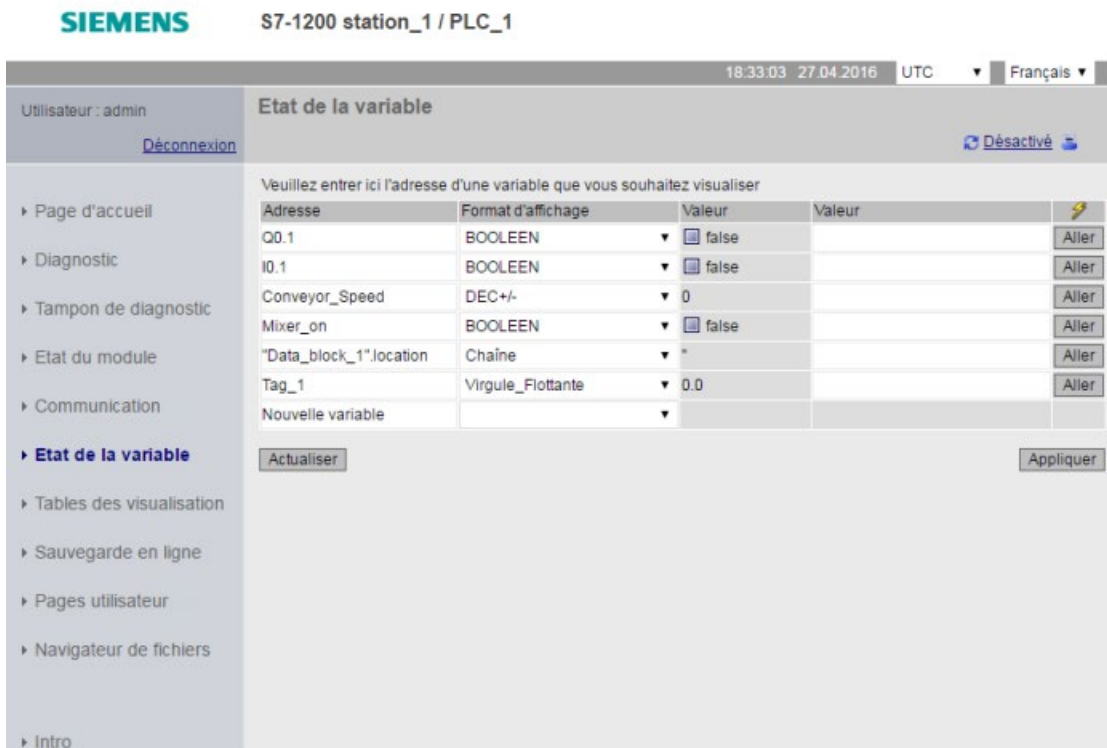 SIEMENS S7-1200 station_1 / PLC_1
18:33:03 27.04.2016 UTC Français
Utilisateur : admin
Déconnexion
Etat de la variable
Désactivé
Page d'accueil
Diagnostic
Tampon de diagnostic
Etat du module
Communication
Etat de la variable
Tables des visualisation
Sauvegarde en ligne
Pages utilisateur
Navigateur de fichiers
Intro
Veuillez entrer ici l'adresse d'une variable que vous souhaitez visualiser
Adresse Format d'affichage Valeur Valeur
Q0.1 BOOLEEN false Aller
I0.1 BOOLEEN false Aller
Conveyor_Speed DEC+/- 0 Aller
Mixer_on BOOLEEN false Aller
"Data_block_1".location Chaîne '' Aller
Tag_1 Virgule_Flottante 0.0 Aller
Nouvelle variable
Actualiser Appliquer